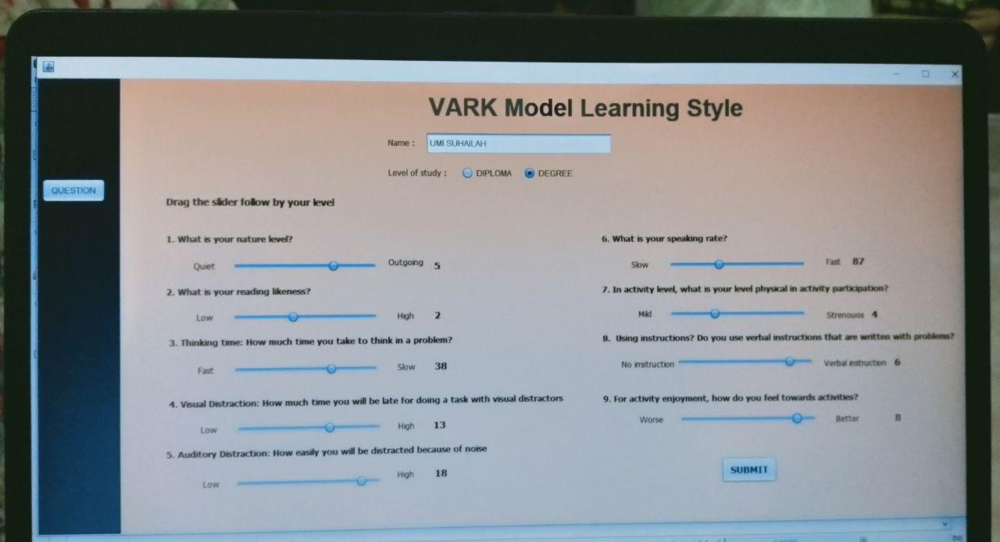 VARK Model Learning Style
Name : UMI SUHAILAH
Level of study : DIPLOMA DEGREE
QUESTION
Drag the slider follow by your level
1. What is your nature level?
Quiet Outgoing 5
2. What is your reading likeness?
Low High 2
3. Thinking time: How much time you take to think in a problem?
Fast Slow 38
4. Visual Distraction: How much time you will be late for doing a task with visual distractors
Low High 13
5. Auditory Distraction: How easily you will be distracted because of noise
Low High 18
6. What is your speaking rate?
Slow Fast 87
7. In activity level, what is your level physical in activity participation?
Mild Strenouos 4
8. Using instructions? Do you use verbal instructions that are written with problems?
No instruction Verbal instruction 6
9. For activity enjoyment, how do you feel towards activities?
Worse Better 8
SUBMIT